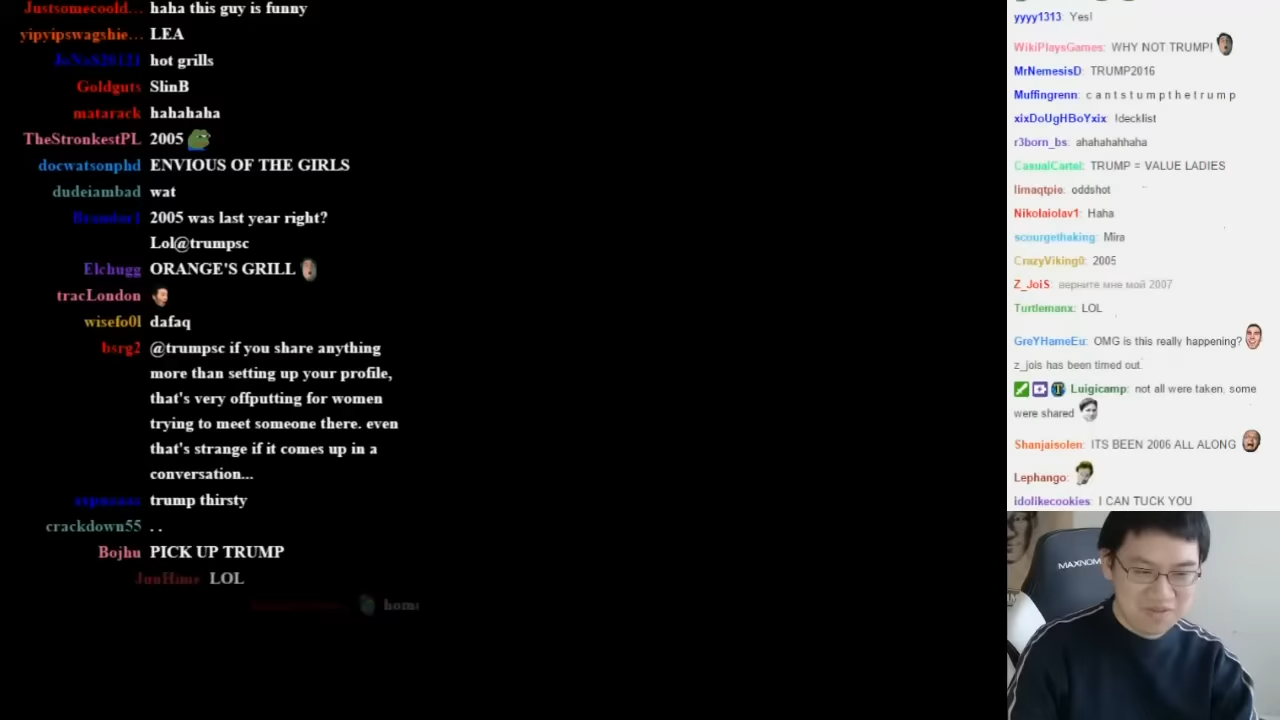 Justsomecoold... haha this guy is funny
yipyipswagshie... LEA
hot grills
Goldguts SlinB
matarack hahahaha
TheStronkestPL 2005
docwatsonphd ENVIOUS OF THE GIRLS
dudeiambad wat
2005 was last year right?
Lol@trumpsc
Elchugg ORANGE'S GRILL
tracLondon
wisefo0l dafaq
bsrg2 @trumpsc if you share anything
more than setting up your profile,
that's very offputting for women
trying to meet someone there. even
that's strange if it comes up in a
conversation...
trump thirsty
crackdown55 . .
Bojhu PICK UP TRUMP
JuuHime LOL
yyyy1313: Yes!
WikiPlaysGames: WHY NOT TRUMP!
MrNemesisD: TRUMP2016
Muffingrenn: c a n t s t u m p t h e t r u m p
xixDoUgHBoYxix: !decklist
r3born_bs: ahahahahhaha
CasualCartel: TRUMP = VALUE LADIES
limaqtpie: oddshot
Nikolaiolav1: Haha
scourgethaking: Mira
CrazyViking0: 2005
Z_JoiS: верните мне мой 2007
Turtlemanx: LOL
GreYHameEu: OMG is this really happening?
z_jois has been timed out.
Luigicamp: not all were taken, some
were shared
Shanjaisolen: ITS BEEN 2006 ALL ALONG
Lephango:
idolikecookies: I CAN TUCK YOU
MAXNOM